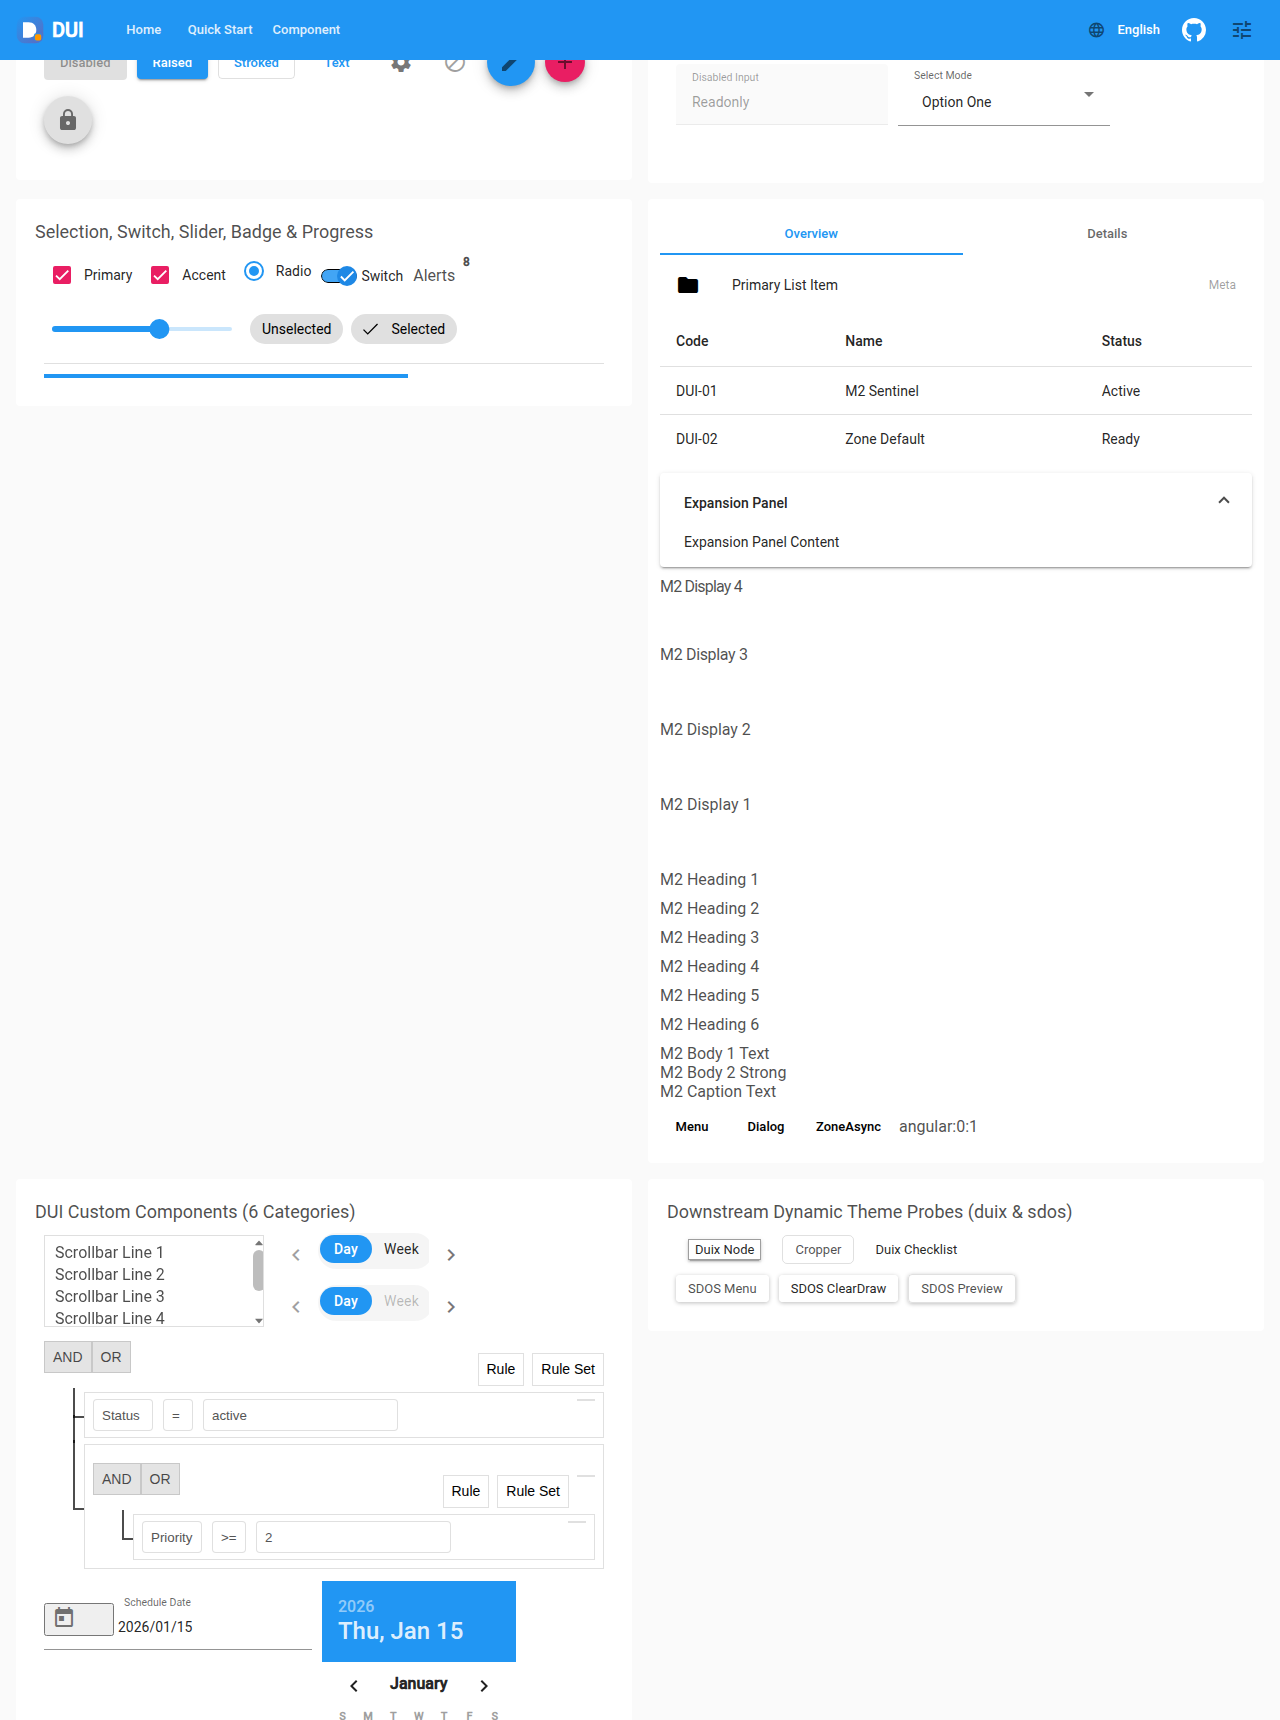 DUI Home Quick Start Component English
Disabled Raised Stroked Text
Disabled Input
Readonly
Select Mode
Option One
Selection, Switch, Slider, Badge & Progress
Primary Accent Radio Switch Alerts 8
Unselected Selected
Overview Details
Primary List Item Meta
Code Name Status
DUI-01 M2 Sentinel Active
DUI-02 Zone Default Ready
Expansion Panel
Expansion Panel Content
M2 Display 4
M2 Display 3
M2 Display 2
M2 Display 1
M2 Heading 1
M2 Heading 2
M2 Heading 3
M2 Heading 4
M2 Heading 5
M2 Heading 6
M2 Body 1 Text
M2 Body 2 Strong
M2 Caption Text
Menu Dialog ZoneAsync angular:0:1
DUI Custom Components (6 Categories)
Scrollbar Line 1
Scrollbar Line 2
Scrollbar Line 3
Scrollbar Line 4
Day Week
Day Week
AND OR Rule Rule Set
Status = active
AND OR Rule Rule Set
Priority >= 2
Schedule Date
2026/01/15
2026
Thu, Jan 15
January
S M T W T F S
Downstream Dynamic Theme Probes (duix & sdos)
Duix Node Cropper Duix Checklist
SDOS Menu SDOS ClearDraw SDOS Preview